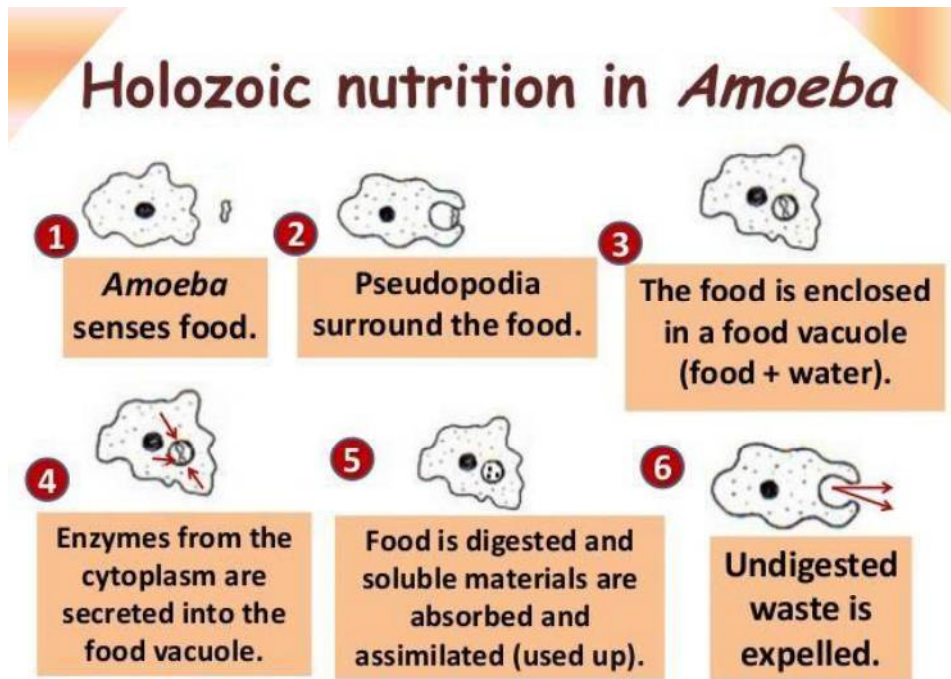 Holozoic nutrition in Amoeba
1
Amoeba
senses food.
2
Pseudopodia
surround the food.
3
The food is enclosed
in a food vacuole
(food + water).
4
Enzymes from the
cytoplasm are
secreted into the
food vacuole.
5
Food is digested and
soluble materials are
absorbed and
assimilated (used up).
6
Undigested
waste is
expelled.